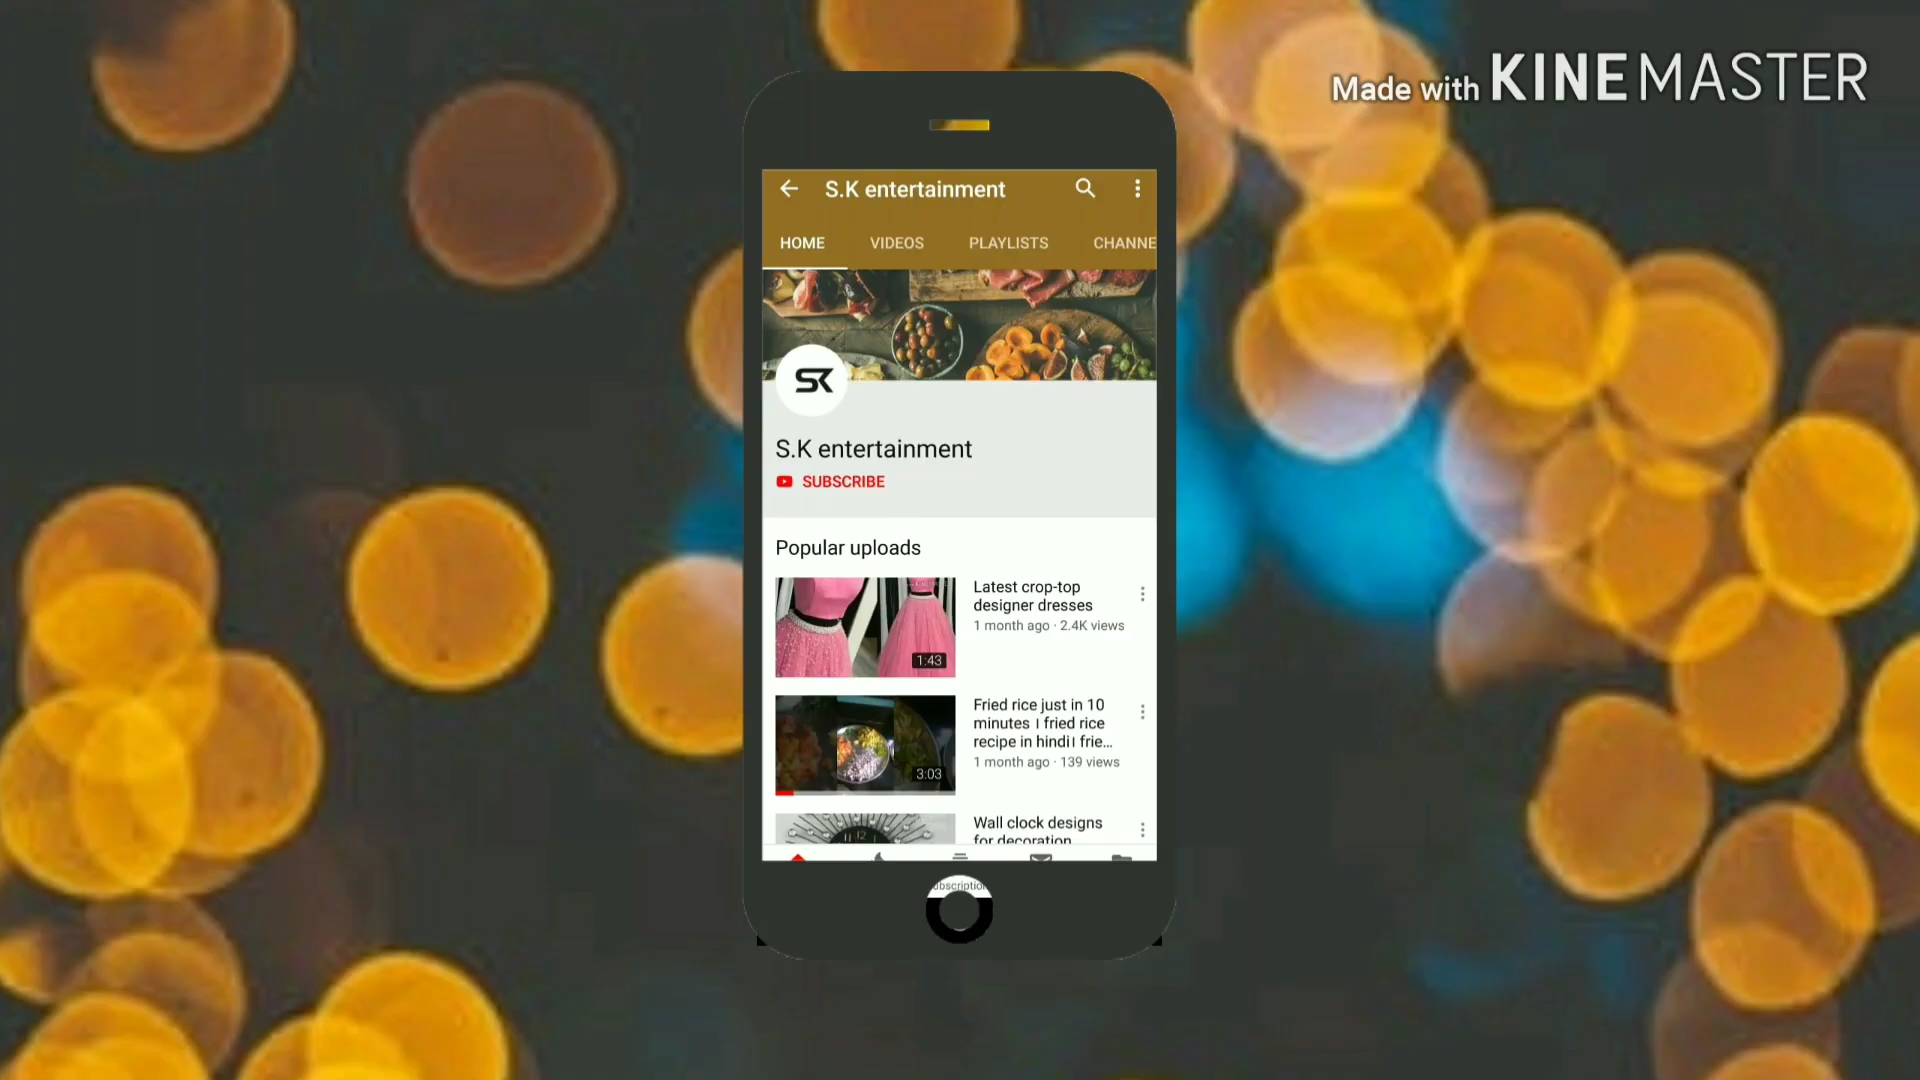 Made with KINEMASTER
S.K entertainment
HOME VIDEOS PLAYLISTS CHANNE
SK
S.K entertainment
SUBSCRIBE
Popular uploads
Latest crop-top
designer dresses
1 month ago · 2.4K views
1:43
Fried rice just in 10
minutes । fried rice
recipe in hindi। frie...
1 month ago · 139 views
3:03
Wall clock designs
for decoration
12
ubscription